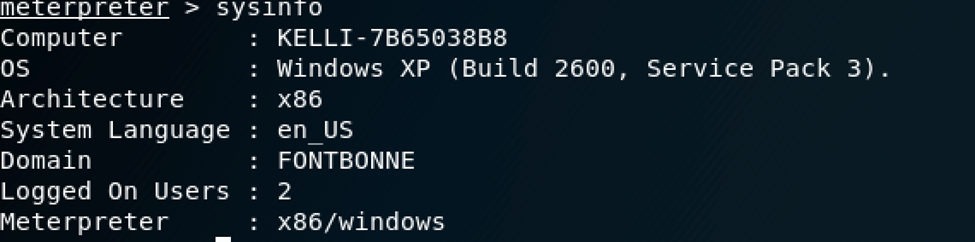 meterpreter > sysinfo
Computer : KELLI-7B65038B8
OS : Windows XP (Build 2600, Service Pack 3).
Architecture : x86
System Language : en_US
Domain : FONTBONNE
Logged On Users : 2
Meterpreter : x86/windows